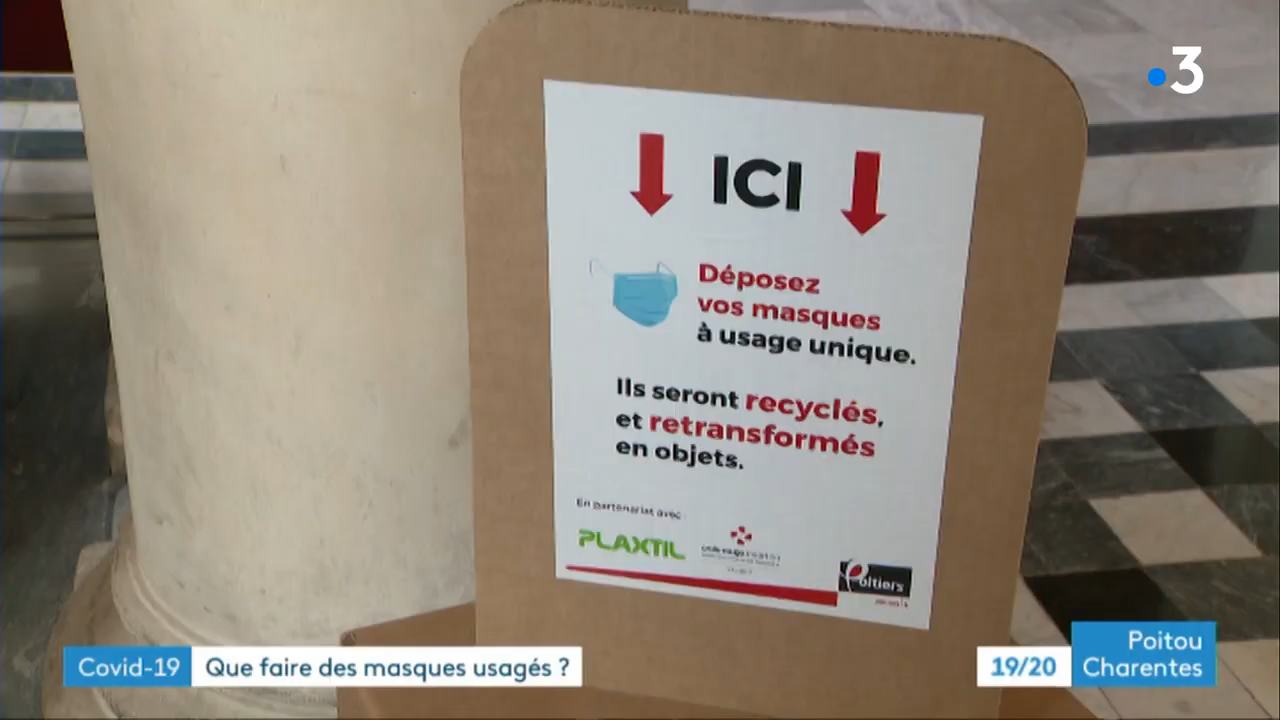 3
ICI
Déposez
vos masques
à usage unique.
Ils seront recyclés,
et retransformés
en objets.
En partenariat avec
PLAXTIL
Poitiers
Covid-19
Que faire des masques usagés ?
19/20
Poitou
Charentes